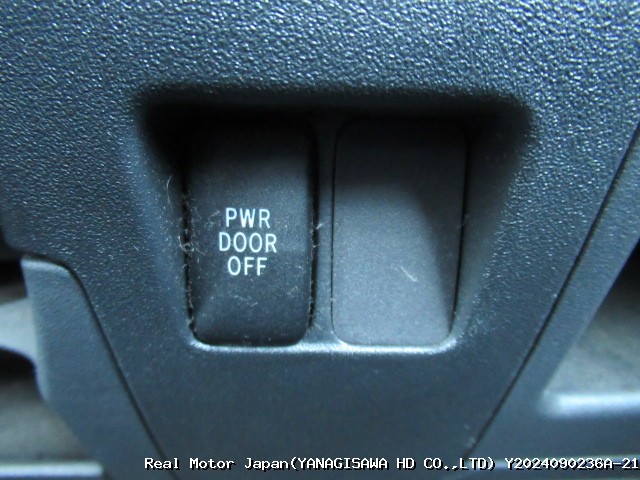 PWR
DOOR
OFF
Real Motor Japan(YANAGISAWA HD CO.,LTD) Y2024090236A-21